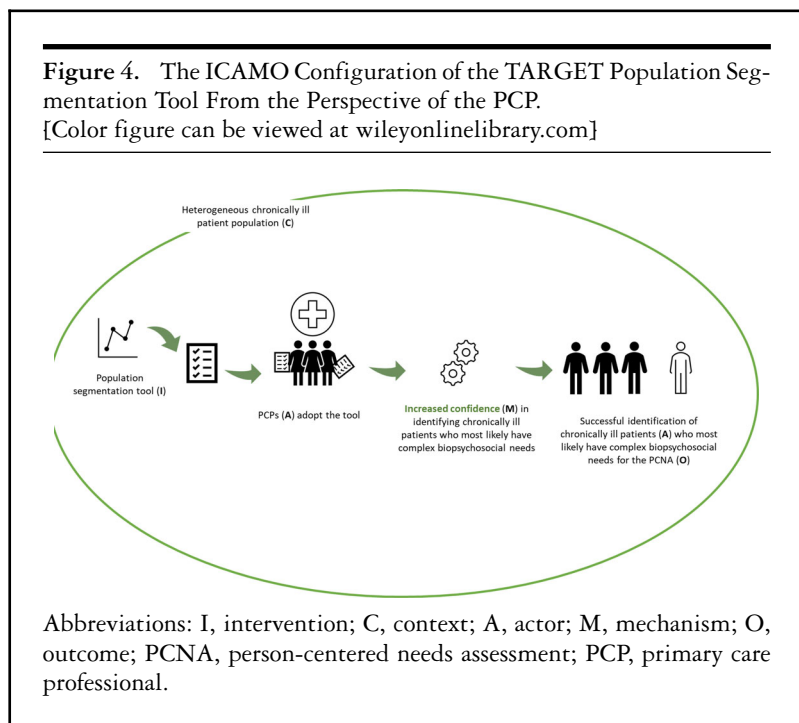 Figure 4. The ICAMO Configuration of the TARGET Population Seg-
mentation Tool From the Perspective of the PCP.
[Color figure can be viewed at wileyonlinelibrary.com]
Heterogeneous chronically ill
patient population (C)
Population
segmentation tool (I)
PCPs (A) adopt the tool
Increased confidence (M) in
identifying chronically ill
patients who most likely have
complex biopsychosocial needs
Successful identification of
chronically ill patients (A) who most
likely have complex biopsychosocial
needs for the PCNA (O)
Abbreviations: I, intervention; C, context; A, actor; M, mechanism; O,
outcome; PCNA, person-centered needs assessment; PCP, primary care
professional.